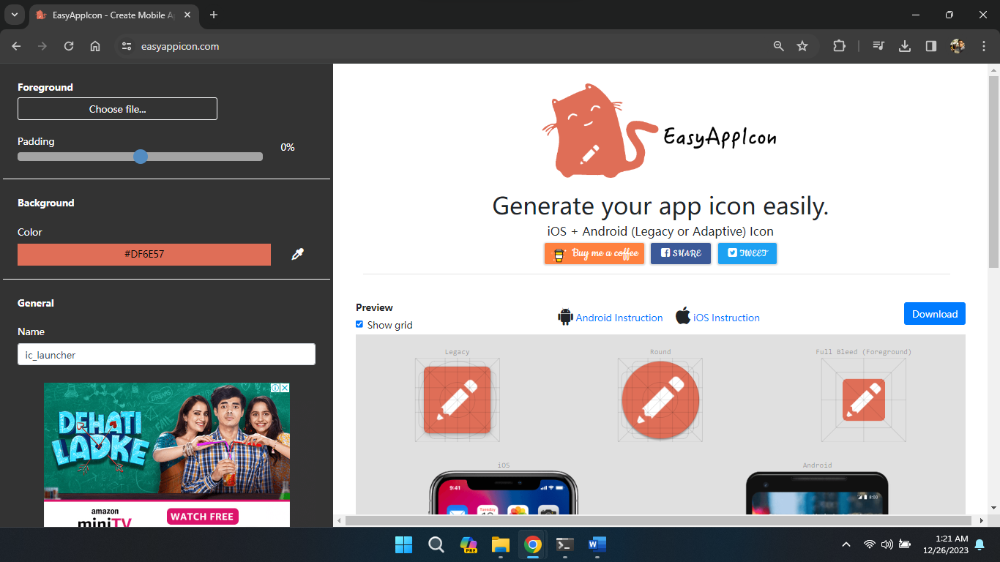 EasyAppIcon - Create Mobile A
easyappicon.com
Foreground
Choose file...
Padding
0%
Background
Color
#DF6E57
General
Name
ic_launcher
DEHATI
LADKE
amazon
miniTV
WATCH FREE
EasyAppIcon
Generate your app icon easily.
iOS + Android (Legacy or Adaptive) Icon
Buy me a coffee
SHARE
TWEET
Preview
Show grid
Android Instruction
iOS Instruction
Download
Legacy
Round
Full Bleed (Foreground)
iOS
Android
9:41
Tuesday
8:00
PRE
1:21 AM
12/26/2023